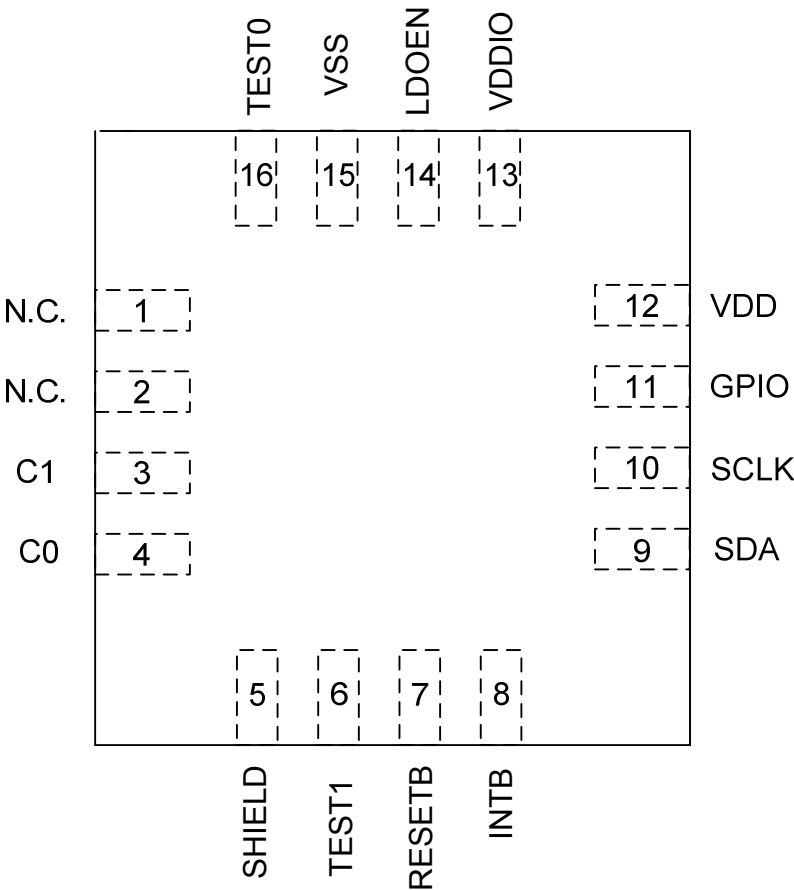 TEST0 VSS LDOEN VDDIO
16 15 14 13
N.C. 1 12 VDD
N.C. 2 11 GPIO
C1 3 10 SCLK
C0 4 9 SDA
5 6 7 8
SHIELD TEST1 RESETB INTB